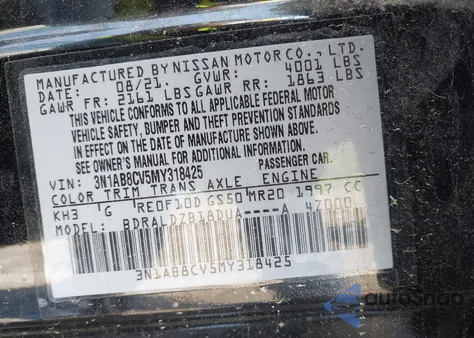 MANUFACTURED BY NISSAN MOTOR CO., LTD.
DATE: 08/21. GVWR: 4001 LBS
GAWR FR: 2161 LBS GAWR RR: 1863 LBS
THIS VEHICLE CONFORMS TO ALL APPLICABLE FEDERAL MOTOR
VEHICLE SAFETY, BUMPER AND THEFT PREVENTION STANDARDS
IN EFFECT ON THE DATE OF MANUFACTURE SHOWN ABOVE.
SEE OWNER'S MANUAL FOR ADDITIONAL INFORMATION.
VIN: 3N1AB8CV5MY318425 PASSENGER CAR.
COLOR TRIM TRANS AXLE ENGINE
KH3 G RE0F10D GS50 MR20 1997 CC
MODEL: BDRALDZB1ADUA----A 47000
3N1AB8CV5MY318425
autoSnap